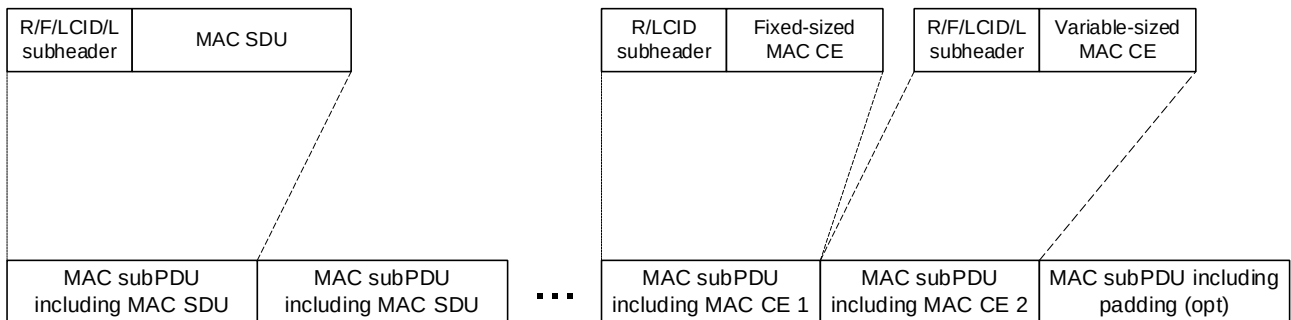 R/F/LCID/L
subheader
MAC SDU
R/LCID
subheader
Fixed-sized
MAC CE
R/F/LCID/L
subheader
Variable-sized
MAC CE
MAC subPDU
including MAC SDU
MAC subPDU
including MAC SDU
...
MAC subPDU
including MAC CE 1
MAC subPDU
including MAC CE 2
MAC subPDU including
padding (opt)